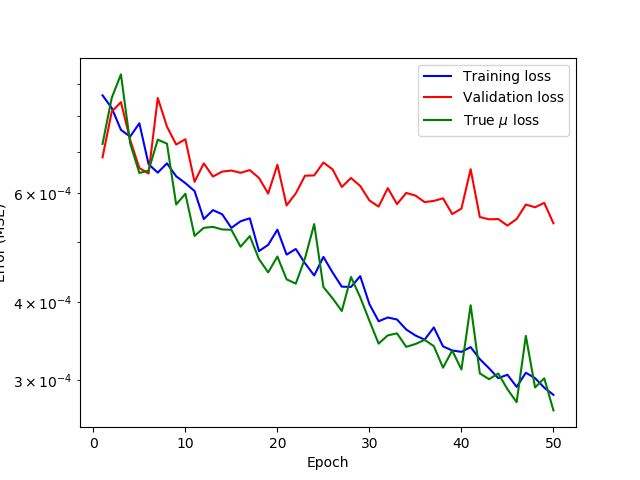 Training loss
Validation loss
True μ loss
6 × 10⁻⁴
4 × 10⁻⁴
3 × 10⁻⁴
Error (MSE)
0 10 20 30 40 50
Epoch